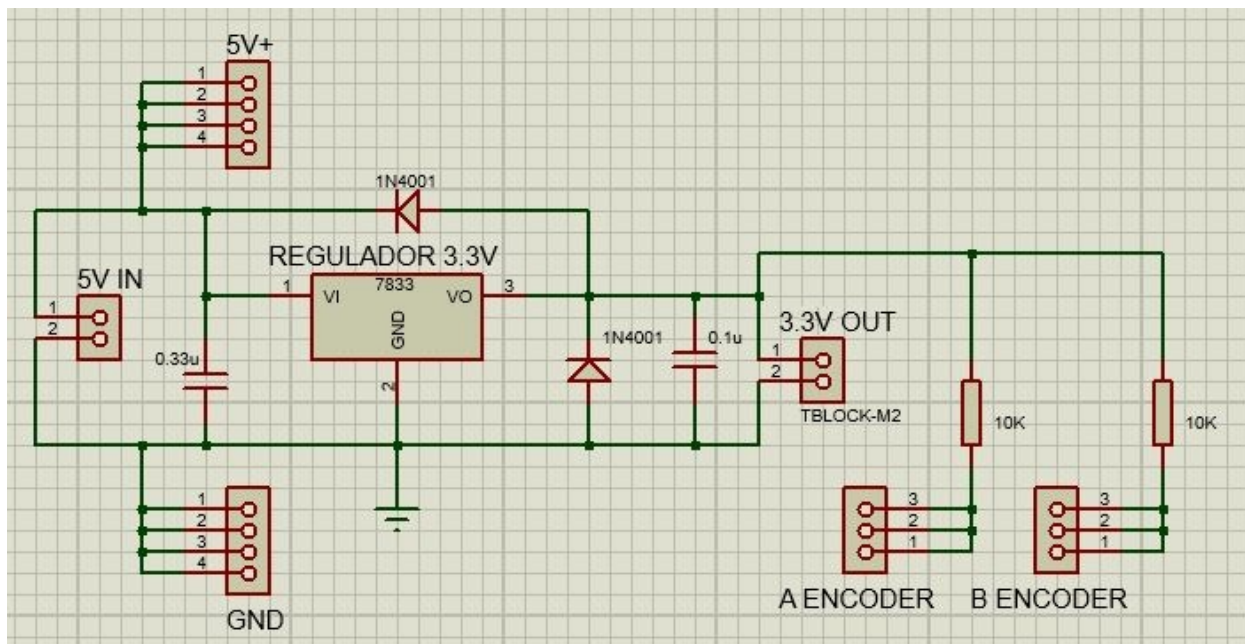 5V+
1
2
3
4
1N4001
REGULADOR 3.3V
7833
1
VI
VO
3
GND
2
5V IN
1
2
0.33u
1N4001
0.1u
3.3V OUT
1
2
TBLOCK-M2
10K
10K
1
2
3
4
GND
3
2
1
A ENCODER
3
2
1
B ENCODER